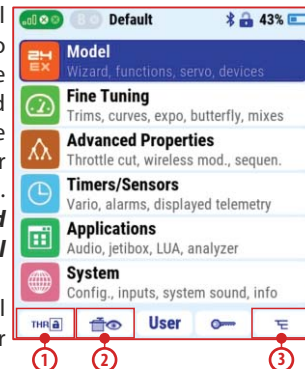 Default 43%
24 EX
Model
Wizard, functions, servo, devices
Fine Tuning
Trims, curves, expo, butterfly, mixes
Advanced Properties
Throttle cut, wireless mod., sequen.
Timers/Sensors
Vario, alarms, displayed telemetry
Applications
Audio, jetibox, LUA, analyzer
System
Config., inputs, system sound, info
THR a User
1 2 3